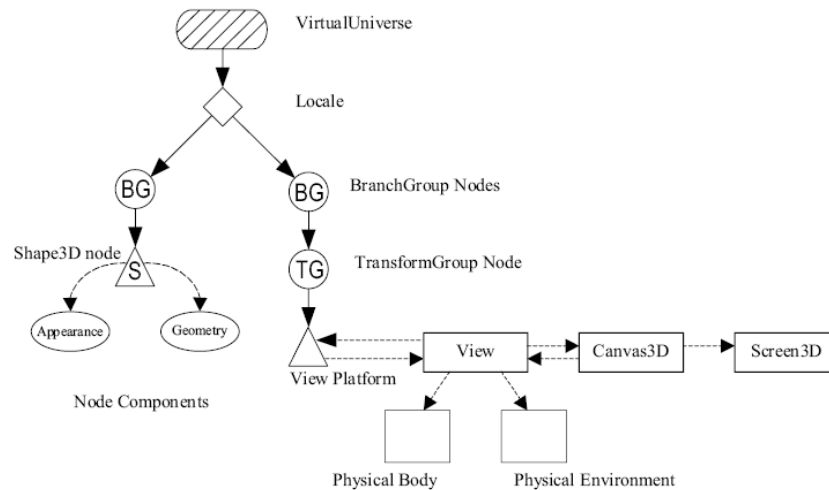 VirtualUniverse
Locale
BG
BG
BranchGroup Nodes
Shape3D node
S
TG
TransformGroup Node
Appearance
Geometry
View
Canvas3D
Screen3D
View Platform
Node Components
Physical Body
Physical Environment